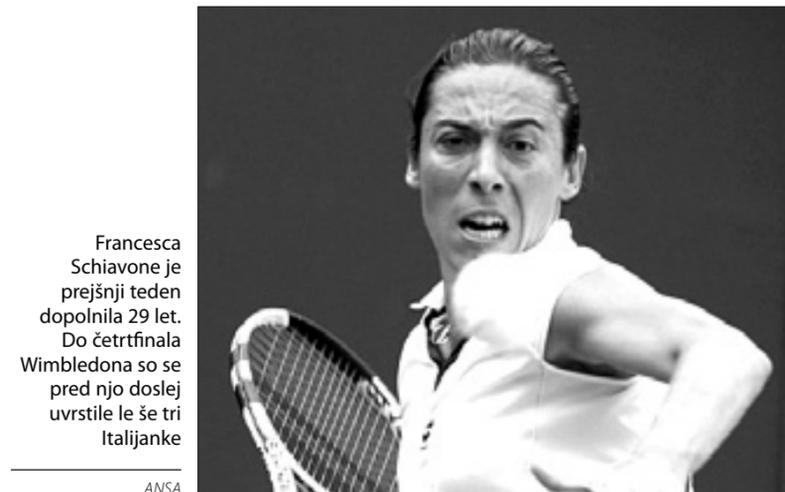 Francesca
Schiavone je
prejšnji teden
dopolnila 29 let.
Do četrtfinala
Wimbledona so se
pred njo doslej
uvrstile le še tri
Italijanke
ANSA